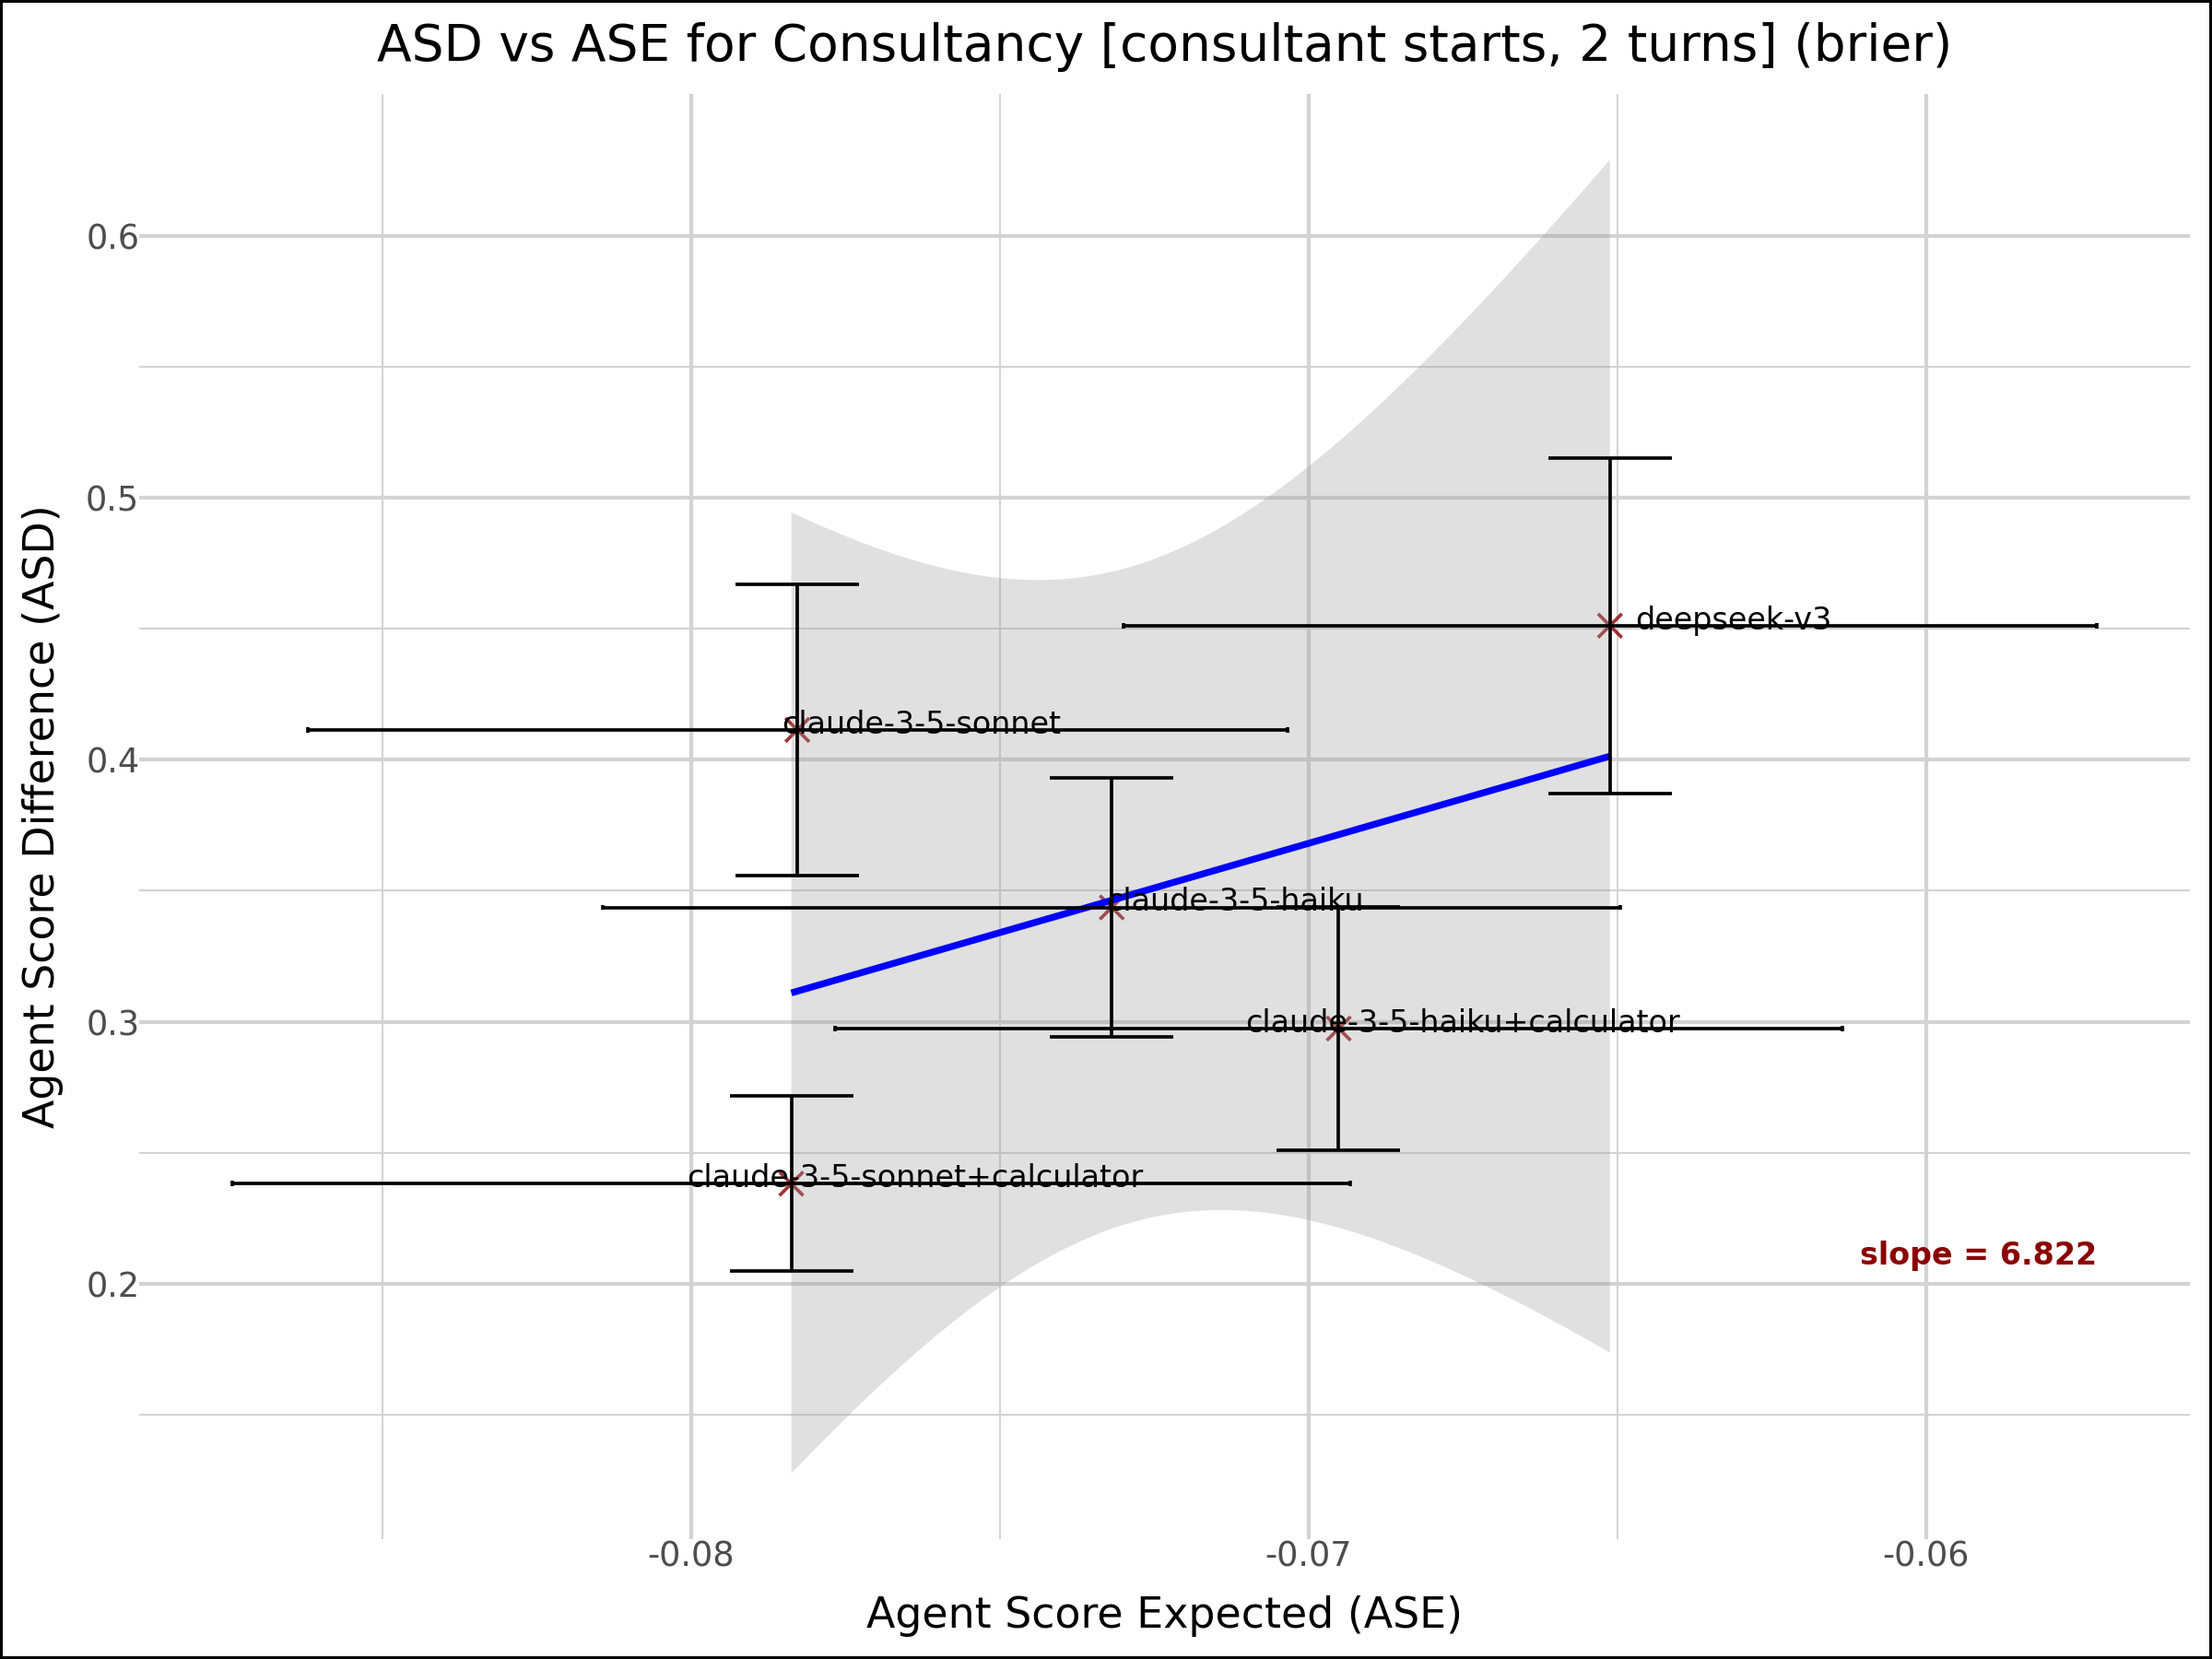 ASD vs ASE for Consultancy [consultant starts, 2 turns] (brier)
Agent Score Difference (ASD)
0.6
0.5
0.4
0.3
0.2
deepseek-v3
claude-3-5-sonnet
claude-3-5-haiku
claude-3-5-haiku+calculator
claude-3-5-sonnet+calculator
slope = 6.822
-0.08
-0.07
-0.06
Agent Score Expected (ASE)